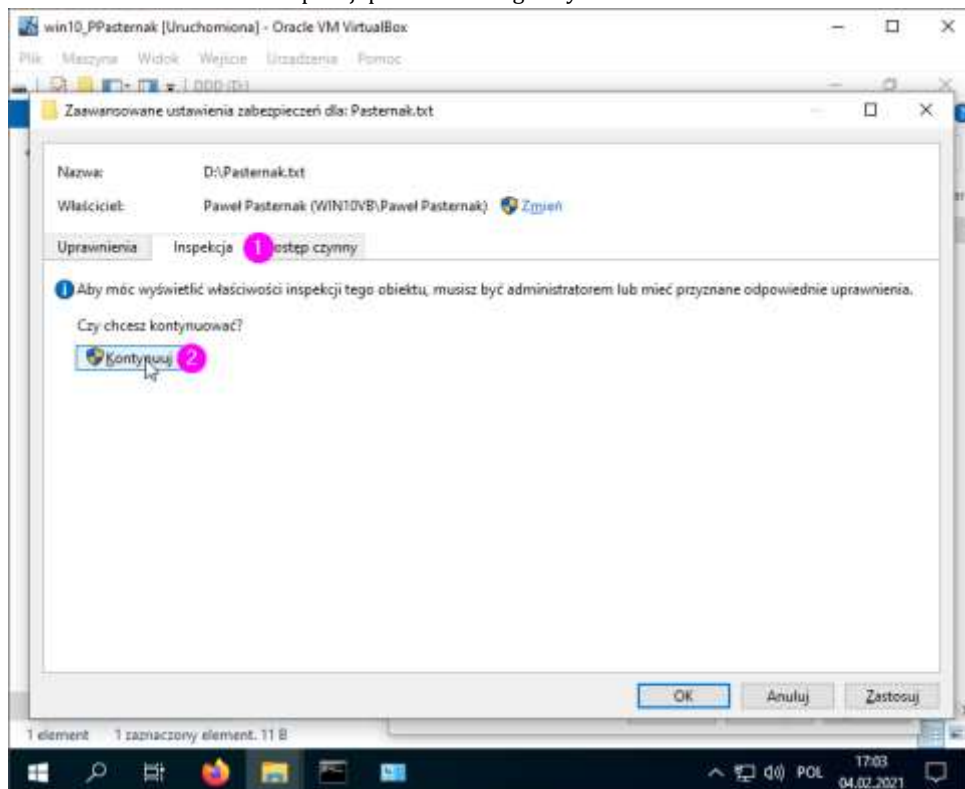 win10_PPasternak [Uruchomiona] - Oracle VM VirtualBox
Plik Maszyna Widok Wejście Urządzenia Pomoc
DDD (D:)
Zaawansowane ustawienia zabezpieczeń dla: Pasternak.txt
Nazwa: D:\Pasternak.txt
Właściciel: Paweł Pasternak (WIN10VB\Paweł Pasternak) Zmień
Uprawnienia Inspekcja 1 ostęp czynny
Aby móc wyświetlić właściwości inspekcji tego obiektu, musisz być administratorem lub mieć przyznane odpowiednie uprawnienia.
Czy chcesz kontynuować?
Kontynuuj 2
OK Anuluj Zastosuj
1 element 1 zaznaczony element. 11 B
POL 17:03
04.02.2021